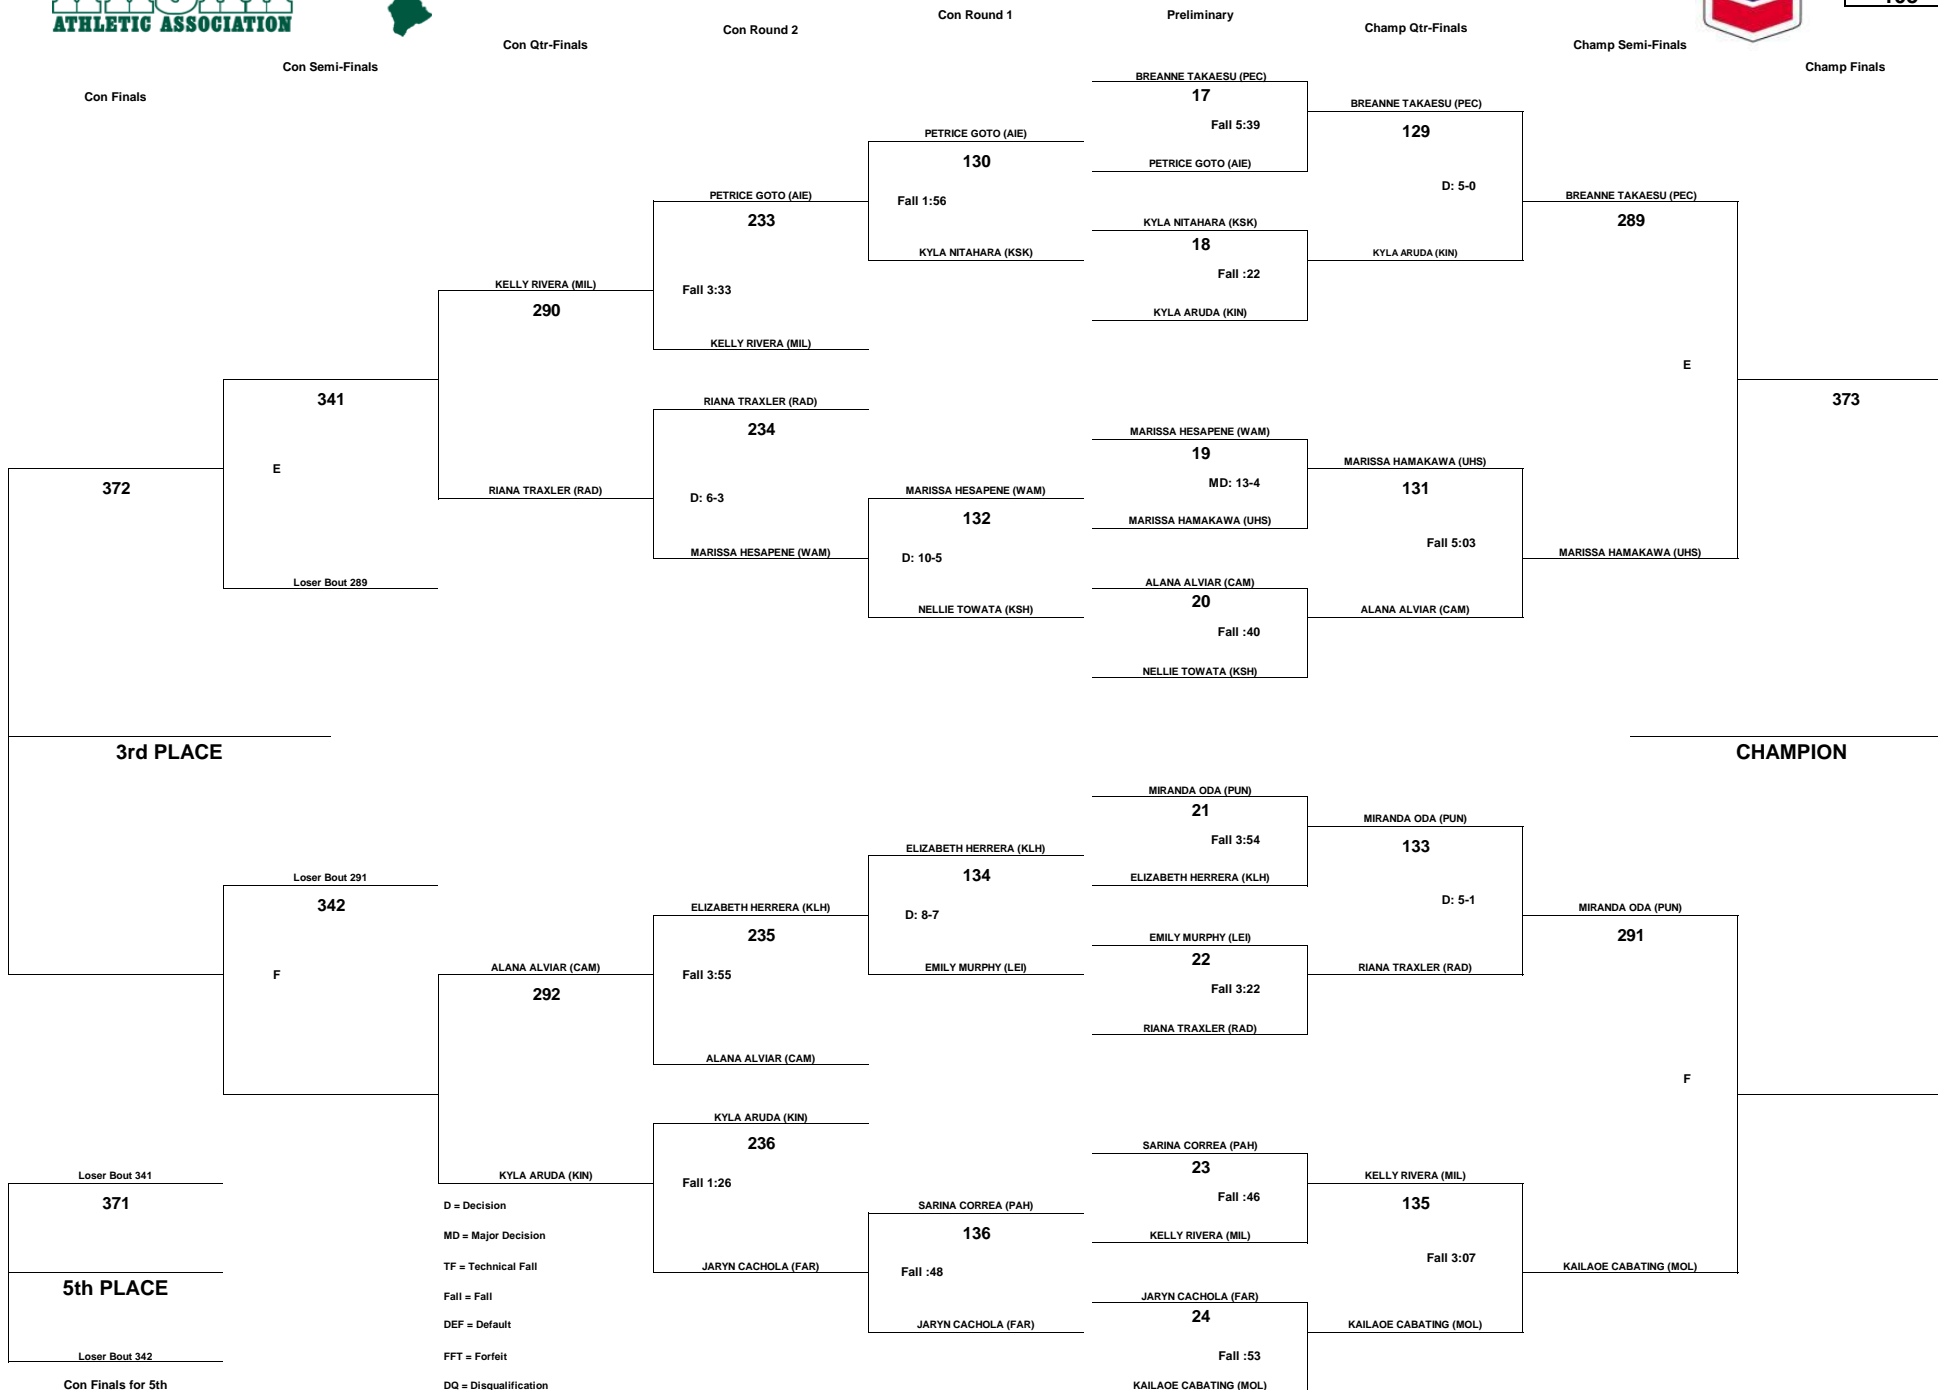 ATHLETIC ASSOCIATION
Con Finals
Con Semi-Finals
Con Qtr-Finals
Con Round 2
Con Round 1
Preliminary
Champ Qtr-Finals
Champ Semi-Finals
Champ Finals
BREANNE TAKAESU (PEC)
17
Fall 5:39
PETRICE GOTO (AIE)
KYLA NITAHARA (KSK)
18
Fall :22
KYLA ARUDA (KIN)
MARISSA HESAPENE (WAM)
19
MD: 13-4
MARISSA HAMAKAWA (UHS)
ALANA ALVIAR (CAM)
20
Fall :40
NELLIE TOWATA (KSH)
MIRANDA ODA (PUN)
21
Fall 3:54
ELIZABETH HERRERA (KLH)
EMILY MURPHY (LEI)
22
Fall 3:22
RIANA TRAXLER (RAD)
SARINA CORREA (PAH)
23
Fall :46
KELLY RIVERA (MIL)
JARYN CACHOLA (FAR)
24
Fall :53
KAILAOE CABATING (MOL)
BREANNE TAKAESU (PEC)
129
D: 5-0
KYLA ARUDA (KIN)
MARISSA HAMAKAWA (UHS)
131
Fall 5:03
ALANA ALVIAR (CAM)
MIRANDA ODA (PUN)
133
D: 5-1
RIANA TRAXLER (RAD)
KELLY RIVERA (MIL)
135
Fall 3:07
KAILAOE CABATING (MOL)
BREANNE TAKAESU (PEC)
289
E
MARISSA HAMAKAWA (UHS)
MIRANDA ODA (PUN)
291
F
KAILAOE CABATING (MOL)
373
CHAMPION
PETRICE GOTO (AIE)
130
Fall 1:56
KYLA NITAHARA (KSK)
MARISSA HESAPENE (WAM)
132
D: 10-5
NELLIE TOWATA (KSH)
ELIZABETH HERRERA (KLH)
134
D: 8-7
EMILY MURPHY (LEI)
SARINA CORREA (PAH)
136
Fall :48
JARYN CACHOLA (FAR)
PETRICE GOTO (AIE)
233
Fall 3:33
KELLY RIVERA (MIL)
RIANA TRAXLER (RAD)
234
D: 6-3
MARISSA HESAPENE (WAM)
ELIZABETH HERRERA (KLH)
235
Fall 3:55
ALANA ALVIAR (CAM)
KYLA ARUDA (KIN)
236
Fall 1:26
JARYN CACHOLA (FAR)
KELLY RIVERA (MIL)
290
RIANA TRAXLER (RAD)
ALANA ALVIAR (CAM)
292
KYLA ARUDA (KIN)
341
E
Loser Bout 289
Loser Bout 291
342
F
372
3rd PLACE
Loser Bout 341
371
5th PLACE
Loser Bout 342
Con Finals for 5th
D = Decision
MD = Major Decision
TF = Technical Fall
Fall = Fall
DEF = Default
FFT = Forfeit
DQ = Disqualification